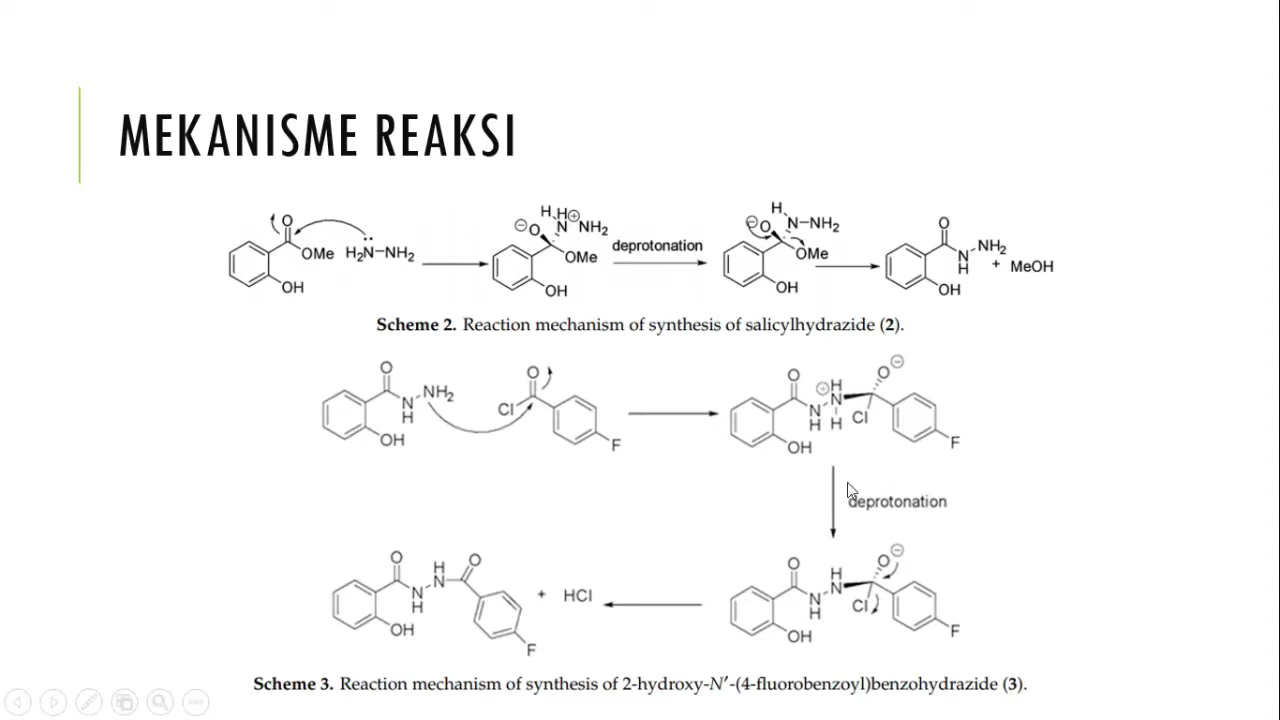 MEKANISME REAKSI
O
OMe
OH
H₂N–NH₂
⊖O
H H⊕
N–NH₂
OMe
OH
deprotonation
⊖O
H
N–NH₂
OMe
OH
O
NH₂
N
H
OH
+ MeOH
Scheme 2. Reaction mechanism of synthesis of salicylhydrazide (2).
O
NH₂
N
H
OH
O
Cl
F
O
⊕H
N N
H H
OH
O⊖
Cl
F
deprotonation
O
H
N
N
H
OH
O⊖
Cl
F
O
H
N
N
H
OH
O
F
+ HCl
Scheme 3. Reaction mechanism of synthesis of 2-hydroxy-N′-(4-fluorobenzoyl)benzohydrazide (3).